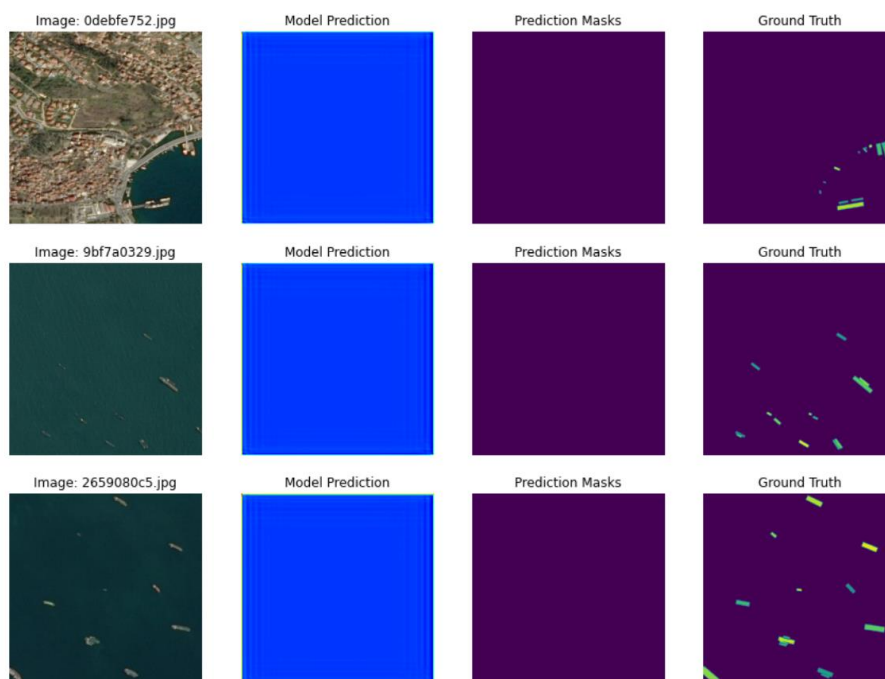 Image: 0debfe752.jpg Model Prediction Prediction Masks Ground Truth
Image: 9bf7a0329.jpg Model Prediction Prediction Masks Ground Truth
Image: 2659080c5.jpg Model Prediction Prediction Masks Ground Truth